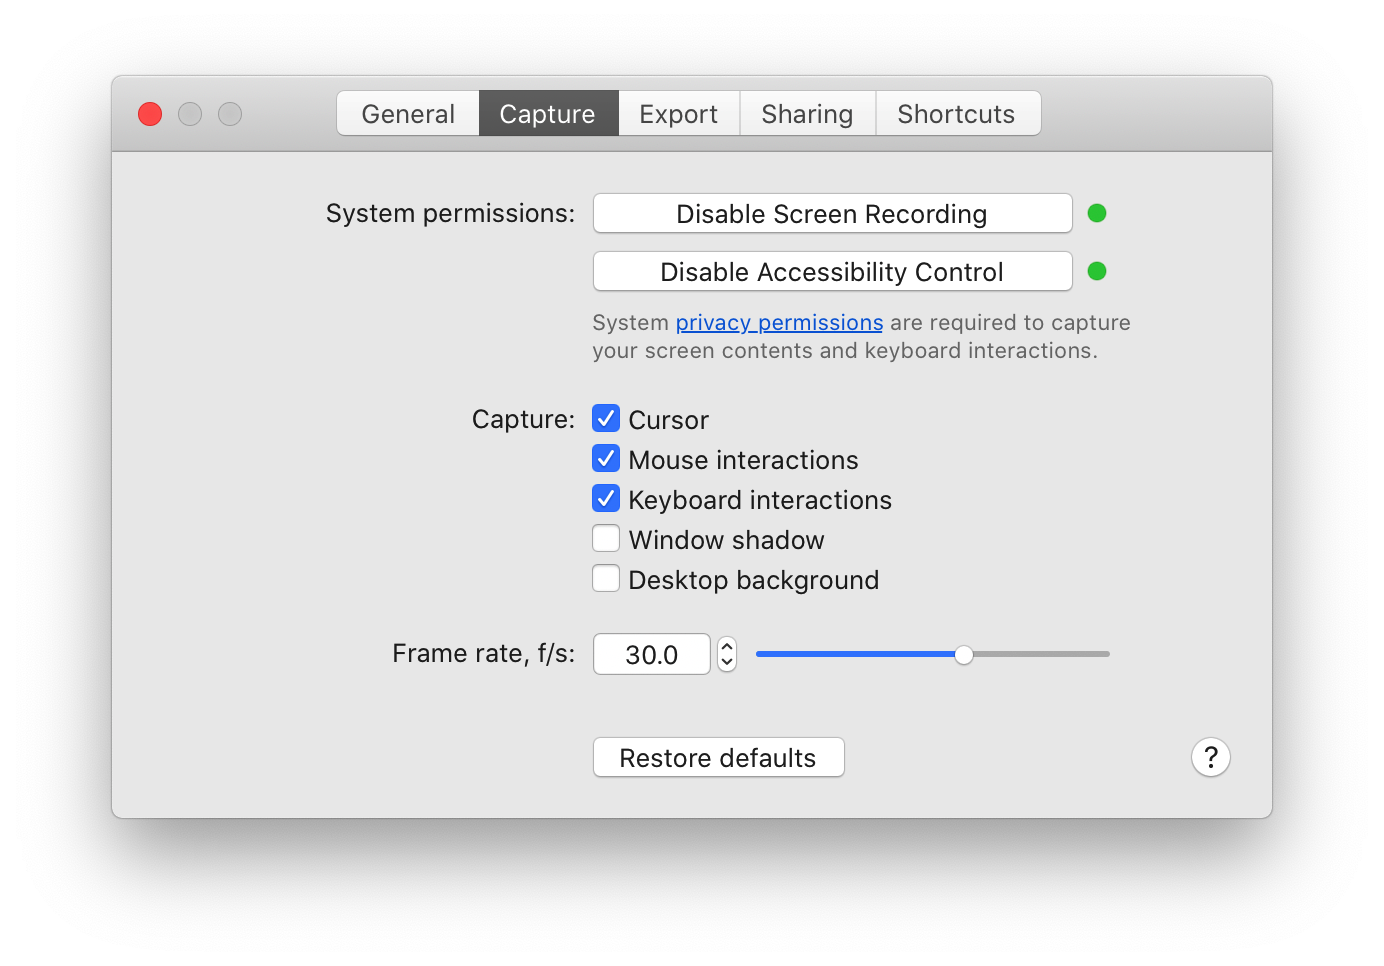 General Capture Export Sharing Shortcuts
System permissions: Disable Screen Recording
Disable Accessibility Control
System privacy permissions are required to capture
your screen contents and keyboard interactions.
Capture: Cursor
Mouse interactions
Keyboard interactions
Window shadow
Desktop background
Frame rate, f/s: 30.0
Restore defaults ?